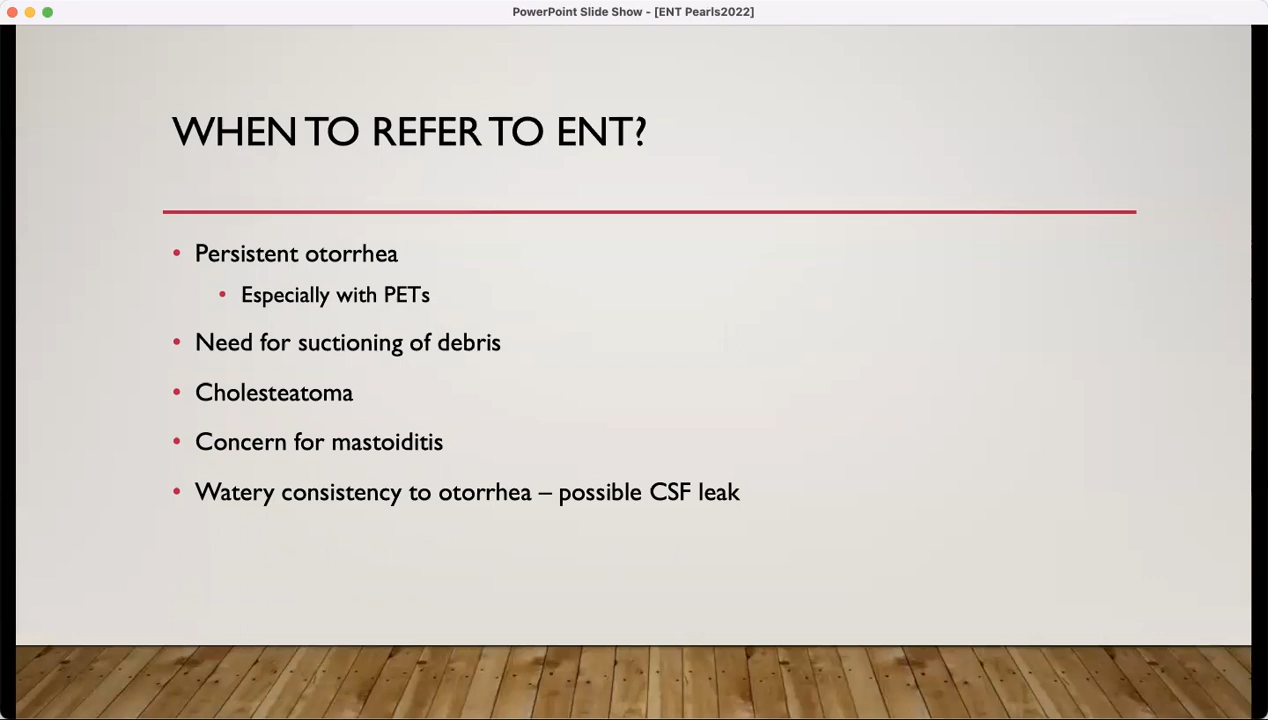 PowerPoint Slide Show - [ENT Pearls2022]
WHEN TO REFER TO ENT?
• Persistent otorrhea
• Especially with PETs
• Need for suctioning of debris
• Cholesteatoma
• Concern for mastoiditis
• Watery consistency to otorrhea – possible CSF leak